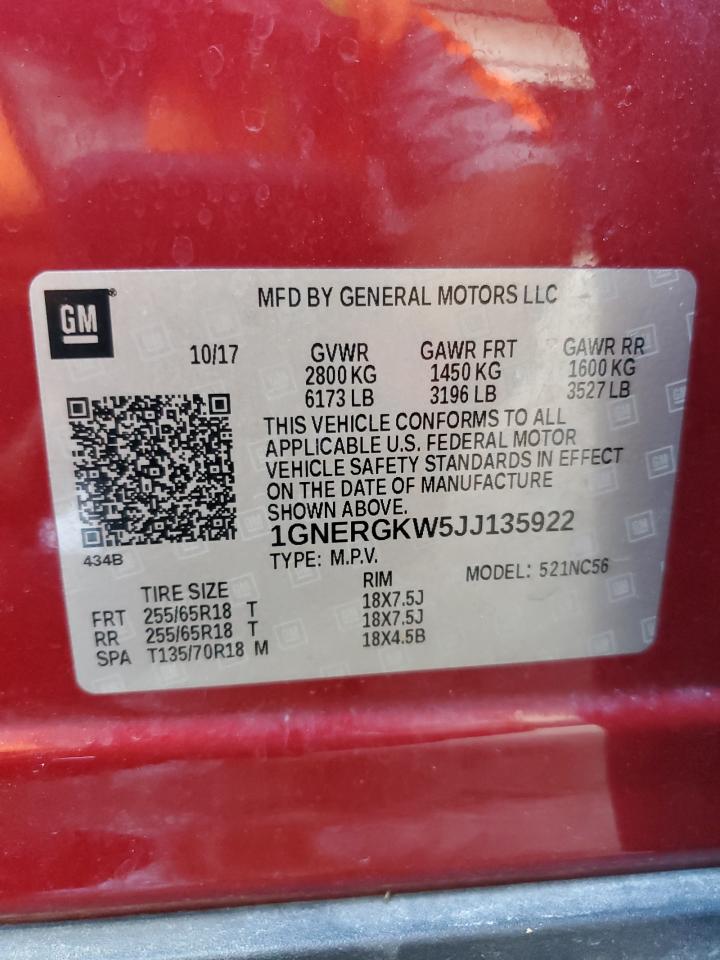 GM ®
MFD BY GENERAL MOTORS LLC
10/17 GVWR GAWR FRT GAWR RR
2800 KG 1450 KG 1600 KG
6173 LB 3196 LB 3527 LB
THIS VEHICLE CONFORMS TO ALL
APPLICABLE U.S. FEDERAL MOTOR
VEHICLE SAFETY STANDARDS IN EFFECT
ON THE DATE OF MANUFACTURE
SHOWN ABOVE.
1GNERGKW5JJ135922
434B
TYPE: M.P.V. MODEL: 521NC56
TIRE SIZE RIM
FRT 255/65R18 T 18X7.5J
RR 255/65R18 T 18X7.5J
SPA T135/70R18 M 18X4.5B